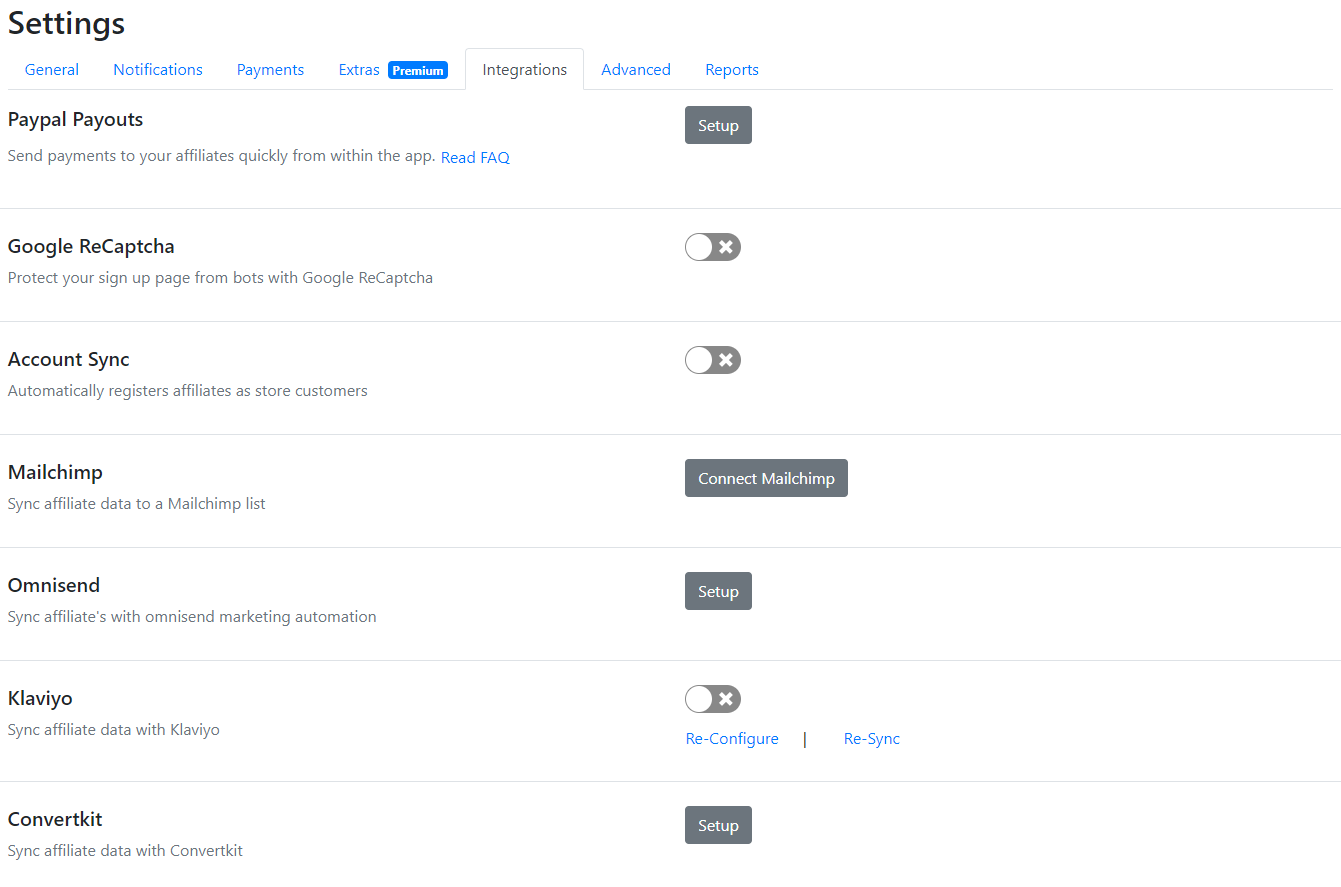 Settings
General Notifications Payments Extras Premium Integrations Advanced Reports
Paypal Payouts
Setup
Send payments to your affiliates quickly from within the app. Read FAQ
Google ReCaptcha
Protect your sign up page from bots with Google ReCaptcha
Account Sync
Automatically registers affiliates as store customers
Mailchimp
Connect Mailchimp
Sync affiliate data to a Mailchimp list
Omnisend
Setup
Sync affiliate's with omnisend marketing automation
Klaviyo
Sync affiliate data with Klaviyo
Re-Configure | Re-Sync
Convertkit
Setup
Sync affiliate data with Convertkit